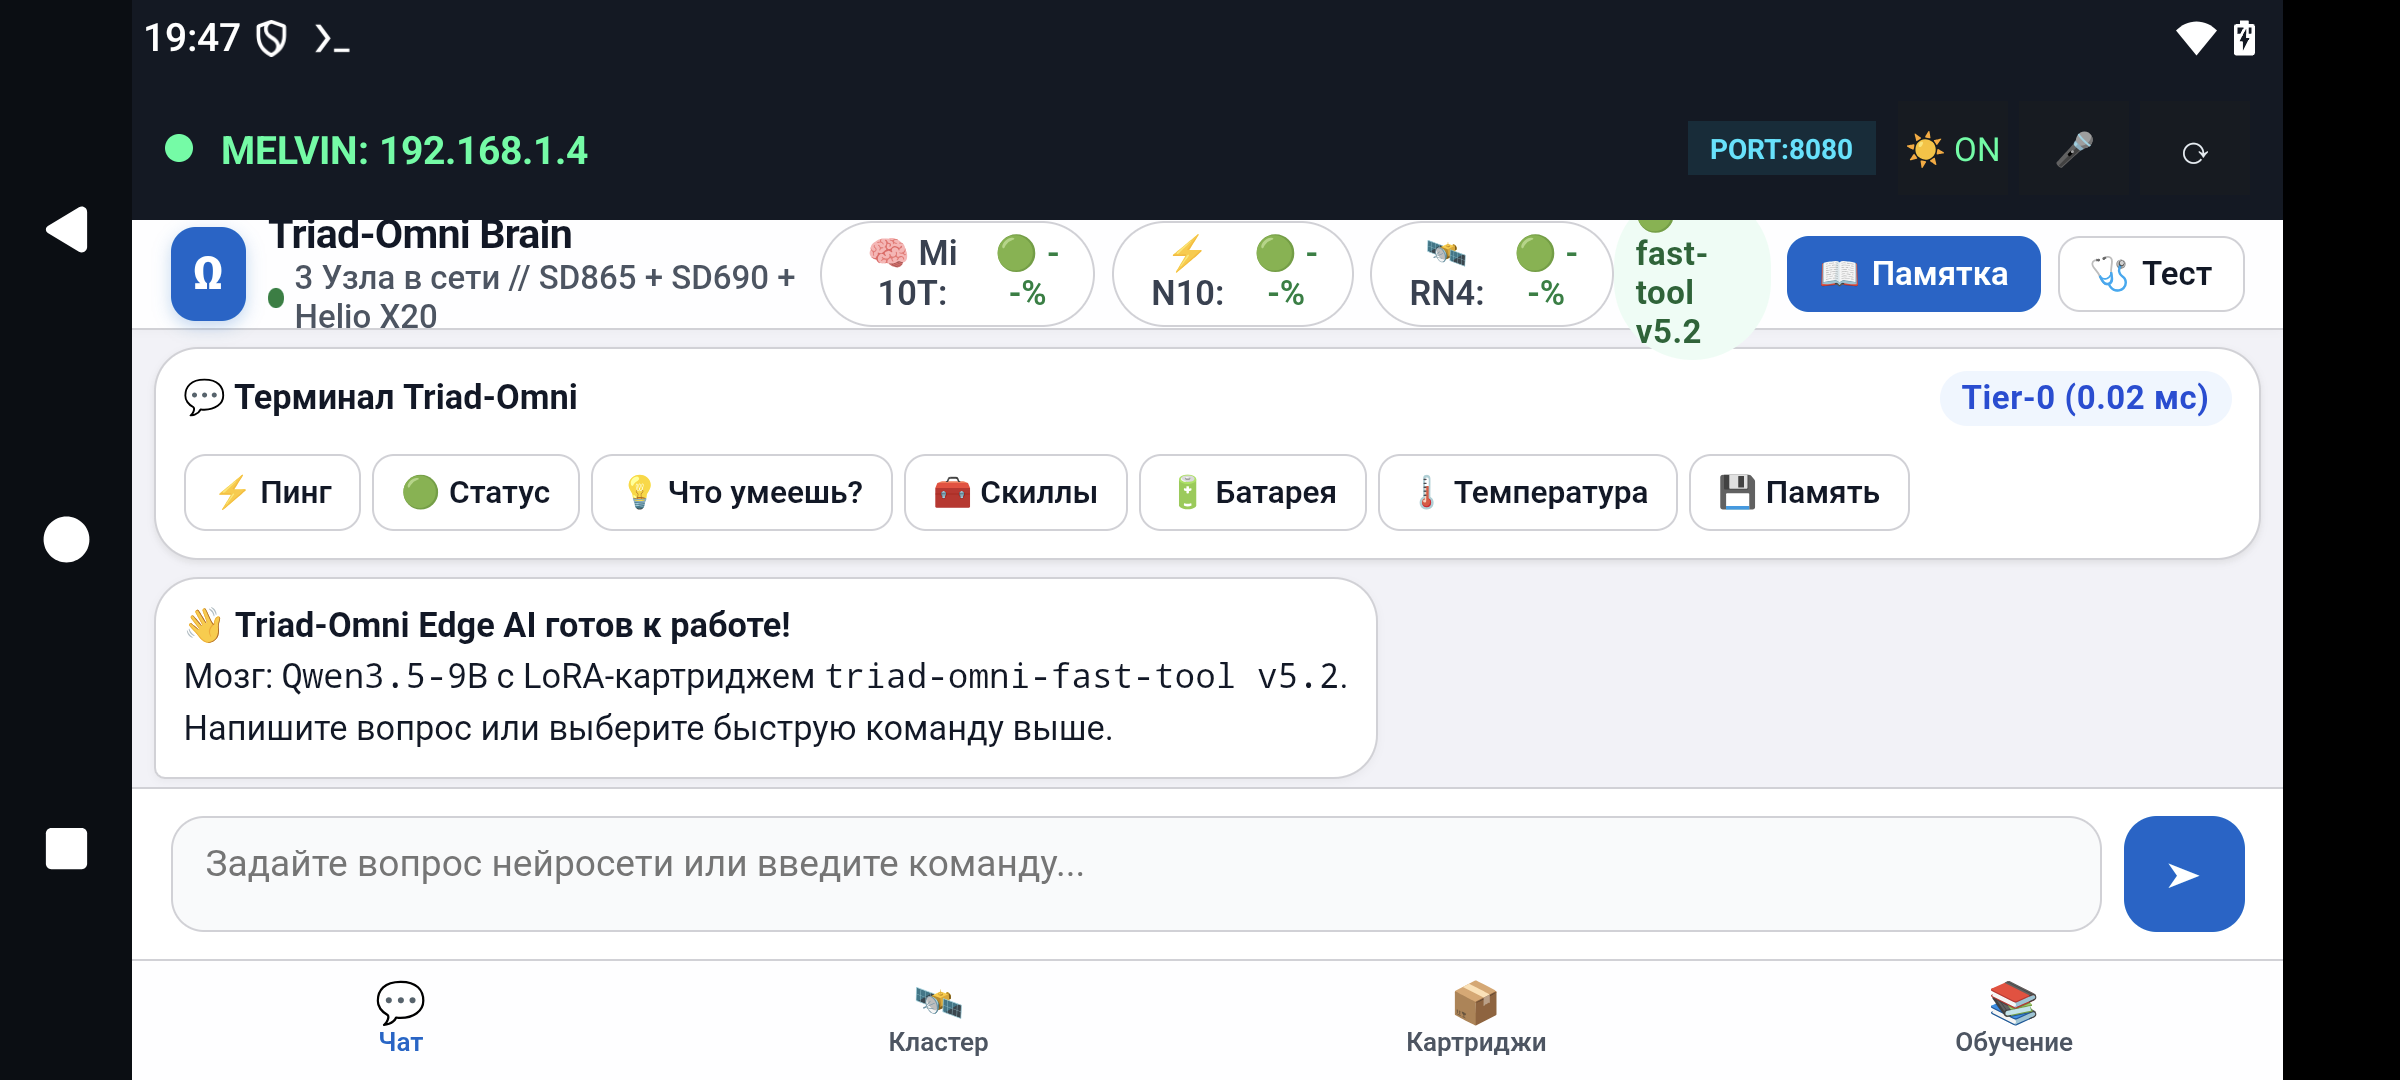 19:47
MELVIN: 192.168.1.4
PORT:8080
ON
Ω
Triad-Omni Brain
3 Узла в сети // SD865 + SD690 +
Helio X20
Mi
10T:
-
-%
N10:
-
-%
RN4:
-
-%
fast-
tool
v5.2
Памятка
Тест
Терминал Triad-Omni
Tier-0 (0.02 мс)
Пинг
Статус
Что умеешь?
Скиллы
Батарея
Температура
Память
Triad-Omni Edge AI готов к работе!
Мозг: Qwen3.5-9B с LoRA-картриджем triad-omni-fast-tool v5.2.
Напишите вопрос или выберите быструю команду выше.
Задайте вопрос нейросети или введите команду...
Чат
Кластер
Картриджи
Обучение